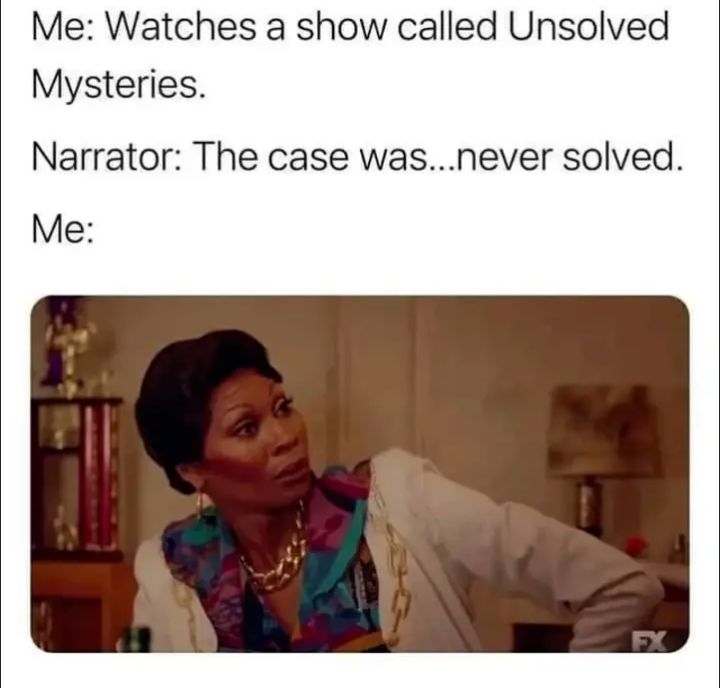 Me: Watches a show called Unsolved
Mysteries.
Narrator: The case was...never solved.
Me:
FX